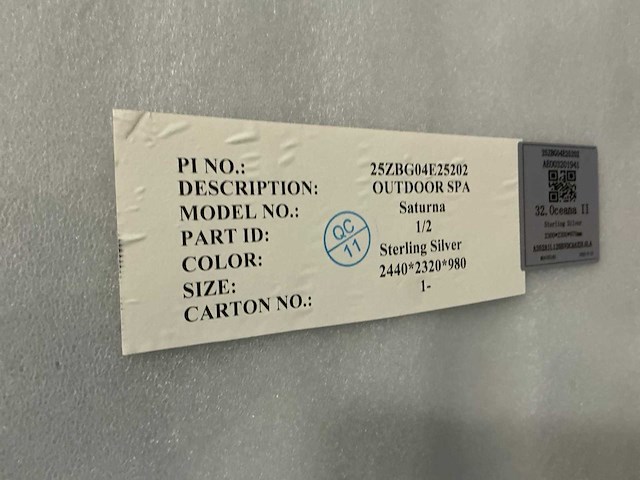 PI NO.: 25ZBG04E25202
DESCRIPTION: OUTDOOR SPA
MODEL NO.: Saturna
PART ID: 1/2
COLOR: Sterling Silver
SIZE: 2440*2320*980
CARTON NO.: 1-
QC
11
32. Oceana II
Sterling Silver